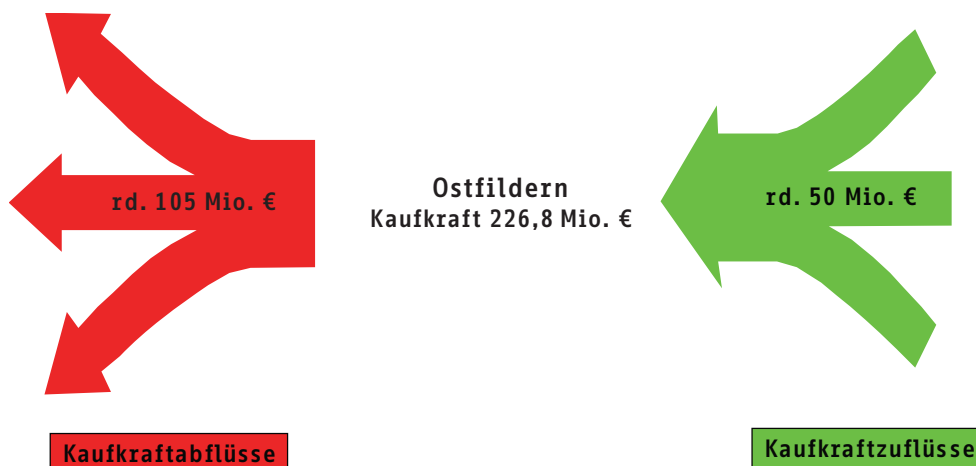 rd. 105 Mio. €
Ostfildern
Kaufkraft 226,8 Mio. €
rd. 50 Mio. €
Kaufkraftabflüsse
Kaufkraftzuflüsse